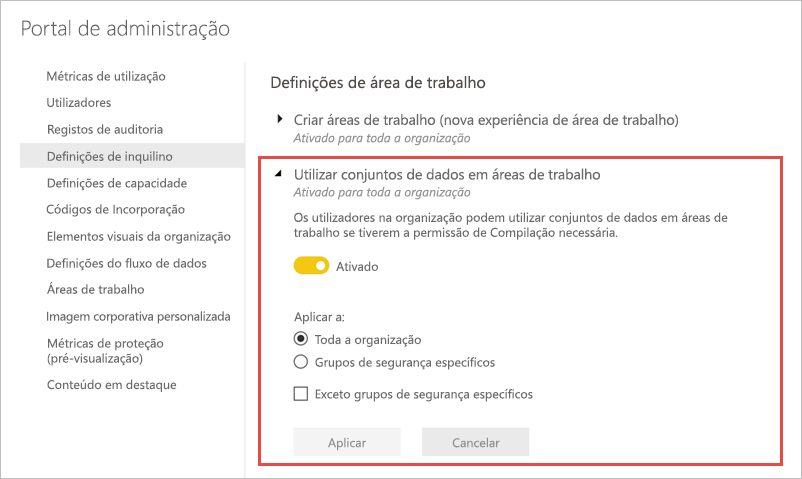 Portal de administração
Métricas de utilização
Utilizadores
Registos de auditoria
Definições de inquilino
Definições de capacidade
Códigos de Incorporação
Elementos visuais da organização
Definições do fluxo de dados
Áreas de trabalho
Imagem corporativa personalizada
Métricas de proteção
(pré-visualização)
Conteúdo em destaque
Definições de área de trabalho
Criar áreas de trabalho (nova experiência de área de trabalho)
Ativado para toda a organização
Utilizar conjuntos de dados em áreas de trabalho
Ativado para toda a organização
Os utilizadores na organização podem utilizar conjuntos de dados em áreas de
trabalho se tiverem a permissão de Compilação necessária.
Ativado
Aplicar a:
Toda a organização
Grupos de segurança específicos
Exceto grupos de segurança específicos
Aplicar
Cancelar